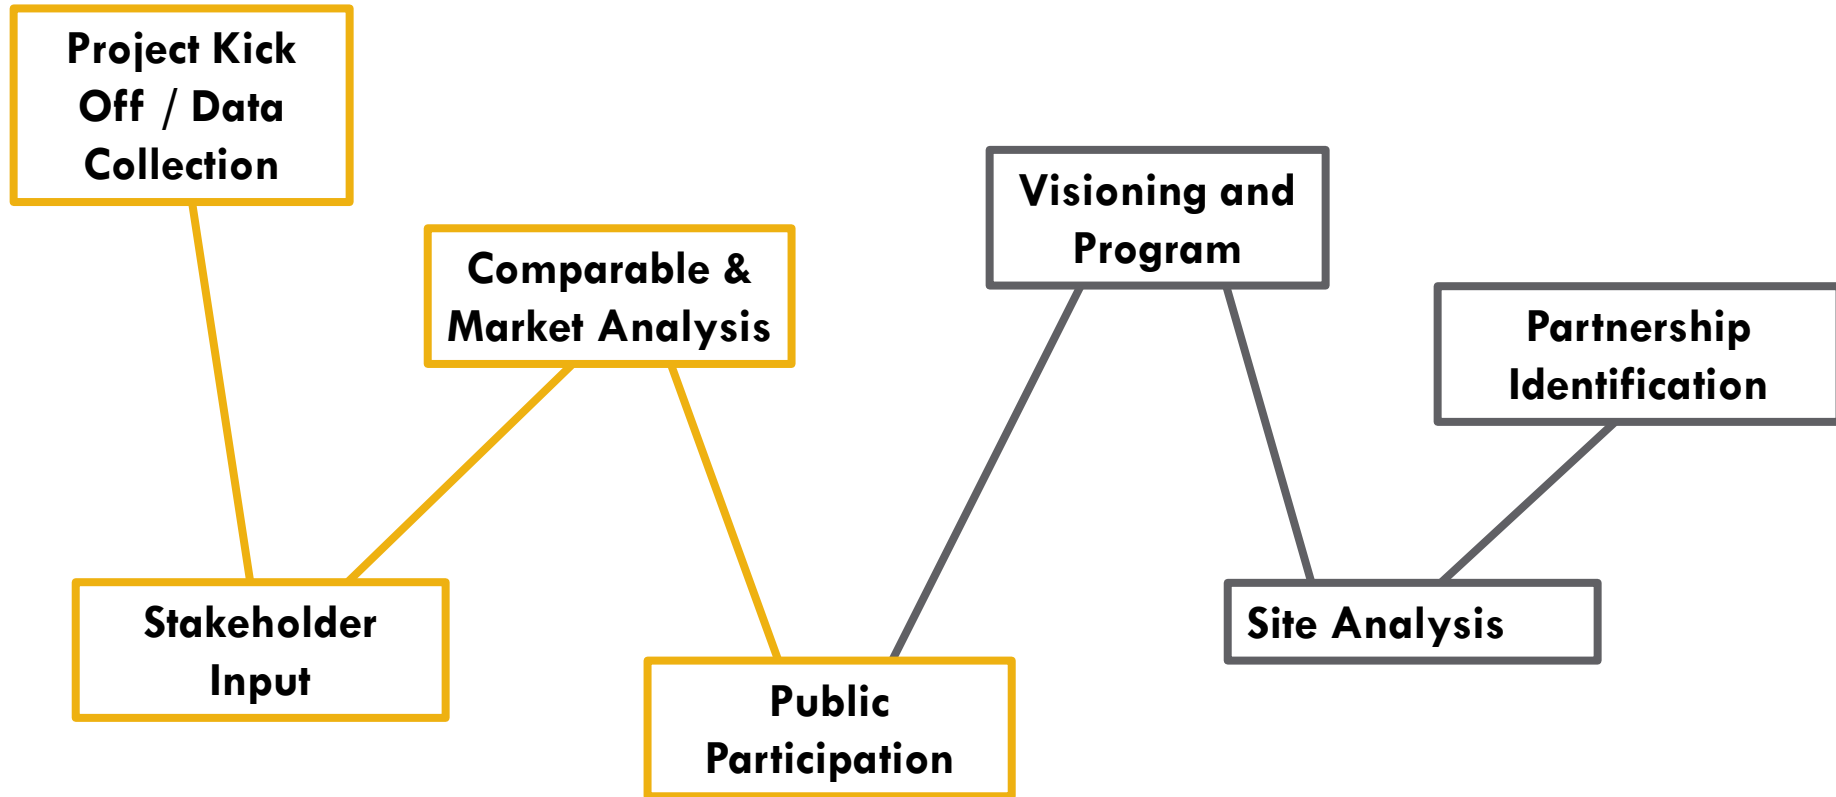 Project Kick
Off / Data
Collection
Stakeholder
Input
Comparable &
Market Analysis
Public
Participation
Visioning and
Program
Site Analysis
Partnership
Identification